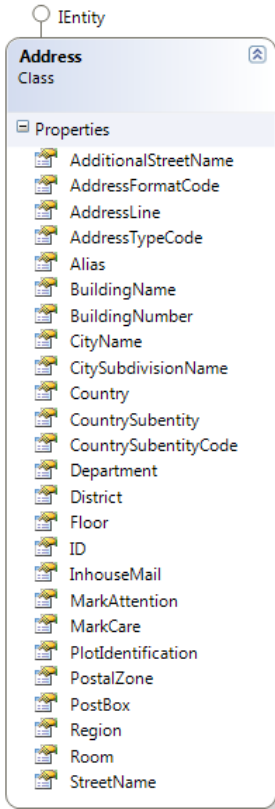 IEntity
Address
Class
Properties
AdditionalStreetName
AddressFormatCode
AddressLine
AddressTypeCode
Alias
BuildingName
BuildingNumber
CityName
CitySubdivisionName
Country
CountrySubentity
CountrySubentityCode
Department
District
Floor
ID
InhouseMail
MarkAttention
MarkCare
PlotIdentification
PostalZone
PostBox
Region
Room
StreetName